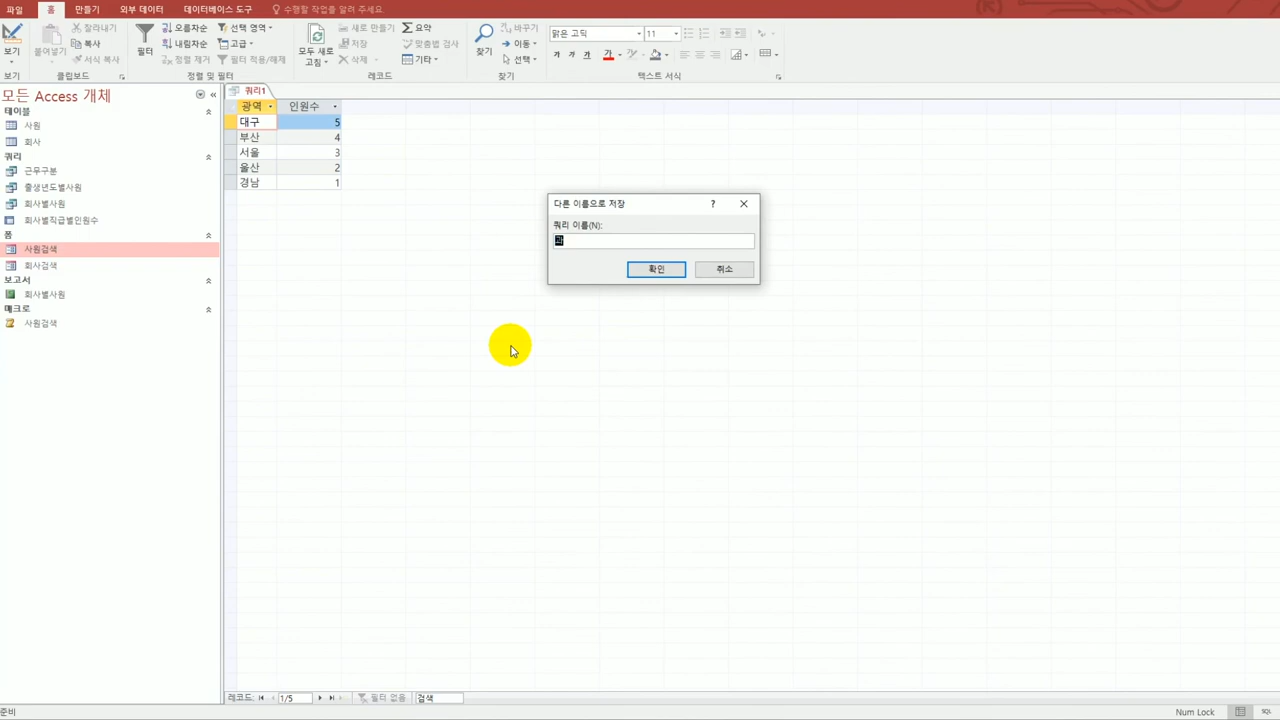 파일 홈 만들기 외부 데이터 데이터베이스 도구 수행할 작업을 알려 주세요.
잘라내기 오름차순 선택 영역 새로 만들기 요약 바꾸기 맑은 고딕 11
보기 붙여넣기 복사 필터 내림차순 고급 모두 새로 고침 저장 맞춤법 검사 찾기 이동 가 가 가 가
서식 복사 정렬 제거 필터 적용/해제 삭제 기타 선택
보기 클립보드 정렬 및 필터 레코드 찾기 텍스트 서식
모든 Access 개체
테이블
사원
회사
쿼리
근무구분
출생년도별사원
회사별사원
회사별직급별인원수
폼
사원검색
회사검색
보고서
회사별사원
매크로
사원검색
쿼리1
광역 인원수
대구 5
부산 4
서울 3
울산 2
경남 1
다른 이름으로 저장 ?
쿼리 이름(N):
확인 취소
레코드: 1/5 필터 없음 검색
준비 Num Lock SQL